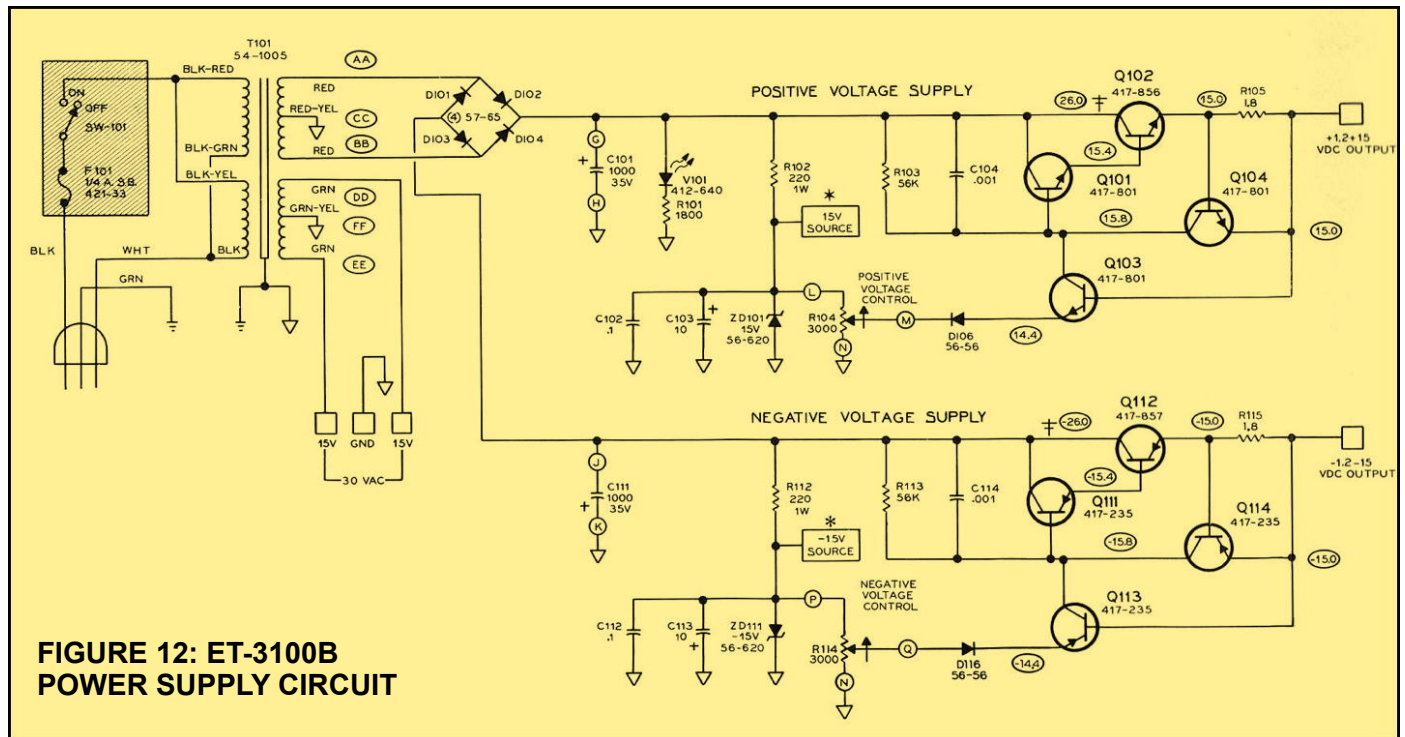 T101
54-1005
AA
BLK-RED
RED
ON
OFF
SW-101
RED-YEL
CC
BB
RED
BLK-GRN
BLK-YEL
F101
1/4 A. S.B.
421-33
GRN
DD
GRN-YEL
FF
GRN
EE
BLK
WHT
BLK
GRN
15V
GND
15V
30 VAC
D101
D102
(4) 57-65
D103
D104
POSITIVE VOLTAGE SUPPLY
G
+
C101
1000
35V
H
V101
412-640
R101
1800
R102
220
1W
*
15V
SOURCE
R103
56K
C104
.001
26.0
Q102
417-856
15.0
R105
1.8
+1.2+15
VDC OUTPUT
15.4
Q101
417-801
Q104
417-801
15.8
15.0
Q103
417-801
C102
.1
C103
10
+
ZD101
15V
56-620
L
R104
3000
N
POSITIVE
VOLTAGE
CONTROL
M
D106
56-56
14.4
NEGATIVE VOLTAGE SUPPLY
J
C111
1000
35V
+
K
R112
220
1W
*
-15V
SOURCE
R113
56K
C114
.001
-26.0
Q112
417-857
-15.0
R115
1.8
-1.2-15
VDC OUTPUT
-15.4
Q111
417-235
Q114
417-235
-15.8
-15.0
Q113
417-235
C112
.1
C113
10
+
ZD111
-15V
56-620
P
R114
3000
N
NEGATIVE
VOLTAGE
CONTROL
Q
D116
56-56
-14.4
FIGURE 12: ET-3100B
POWER SUPPLY CIRCUIT